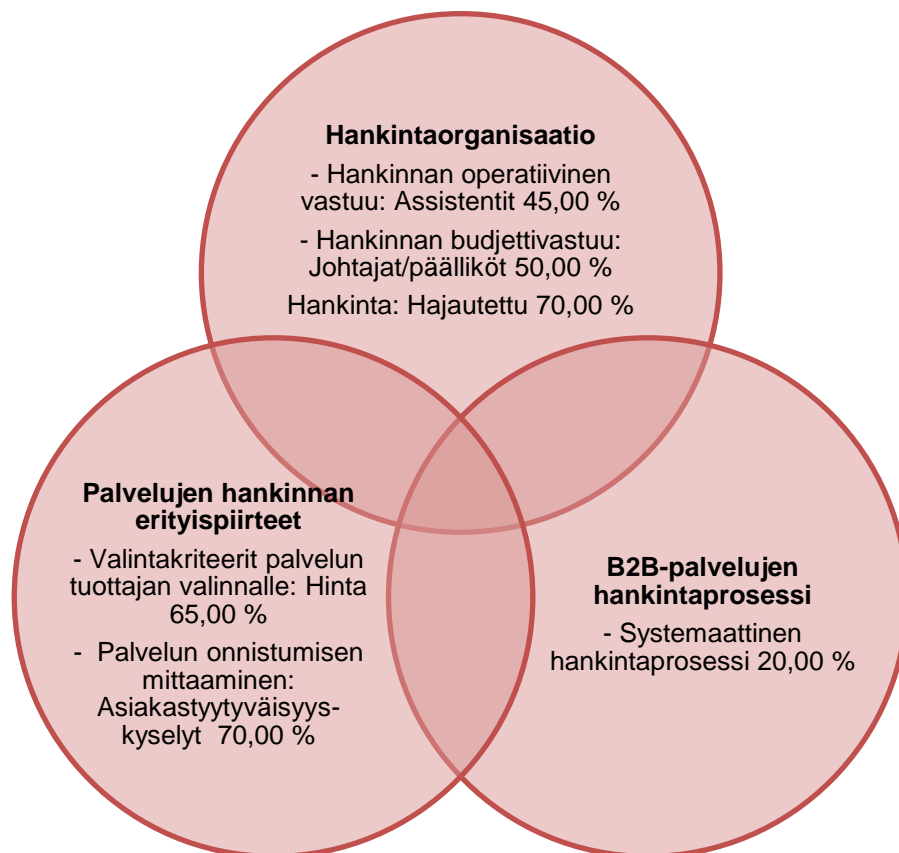 Hankintaorganisaatio
- Hankinnan operatiivinen
vastuu: Assistentit 45,00 %
- Hankinnan budjettivastuu:
Johtajat/päälliköt 50,00 %
Hankinta: Hajautettu 70,00 %
Palvelujen hankinnan
erityispiirteet
- Valintakriteerit palvelun
tuottajan valinnalle: Hinta
65,00 %
- Palvelun onnistumisen
mittaaminen:
Asiakastyytyväisyys-
kyselyt 70,00 %
B2B-palvelujen
hankintaprosessi
- Systemaattinen
hankintaprosessi 20,00 %